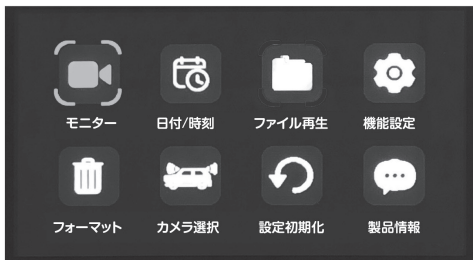 モニター
日付/時刻
ファイル再生
機能設定
フォーマット
カメラ選択
設定初期化
製品情報